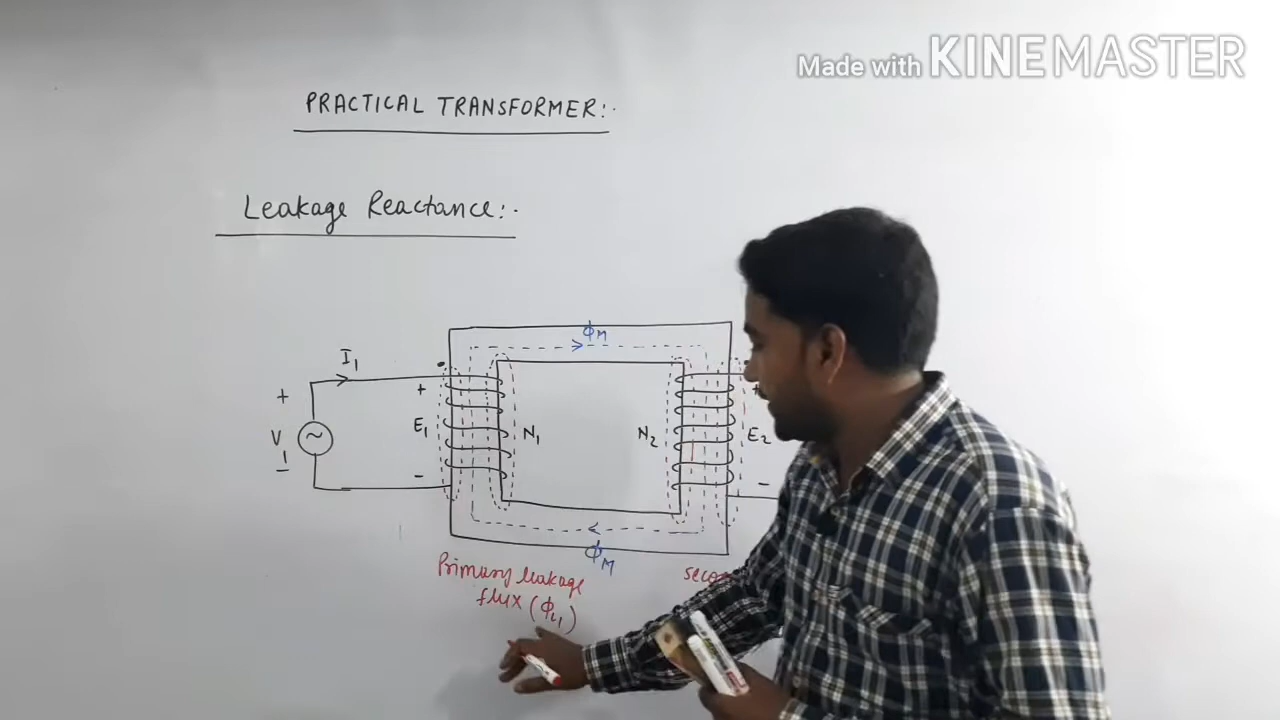 Made with KINEMASTER
PRACTICAL TRANSFORMER:-
Leakage Reactance:-
ϕM
I1
+
+
+
V1
E1
N1
N2
E2
-
-
-
ϕM
Primary leakage
flux (ϕL1)